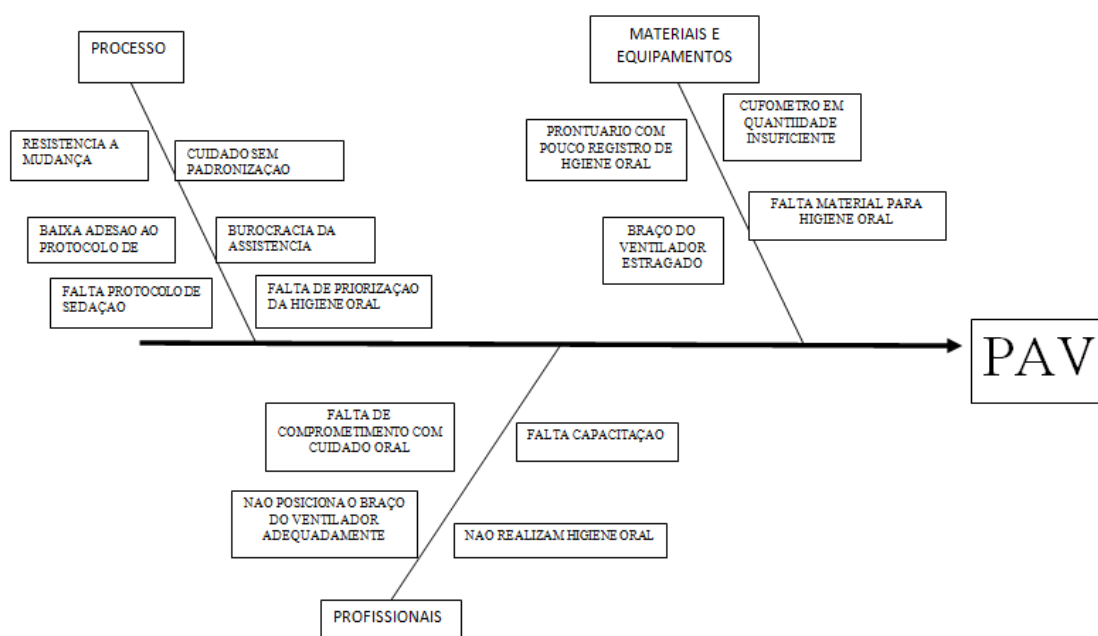 PROCESSO
MATERIAIS E
EQUIPAMENTOS
RESISTENCIA A
MUDANÇA
CUIDADO SEM
PADRONIZAÇAO
BAIXA ADESAO AO
PROTOCOLO DE
BUROCRACIA DA
ASSISTENCIA
FALTA PROTOCOLO DE
SEDAÇAO
FALTA DE PRIORIZAÇAO
DA HIGIENE ORAL
PRONTUARIO COM
POUCO REGISTRO DE
HGIENE ORAL
CUFOMETRO EM
QUANTIIDADE
INSUFICIENTE
BRAÇO DO
VENTILADOR
ESTRAGADO
FALTA MATERIAL PARA
HIGIENE ORAL
PAV
FALTA DE
COMPROMETIMENTO COM
CUIDADO ORAL
FALTA CAPACITAÇAO
NAO POSICIONA O BRAÇO
DO VENTILADOR
ADEQUADAMENTE
NAO REALIZAM HIGIENE ORAL
PROFISSIONAIS